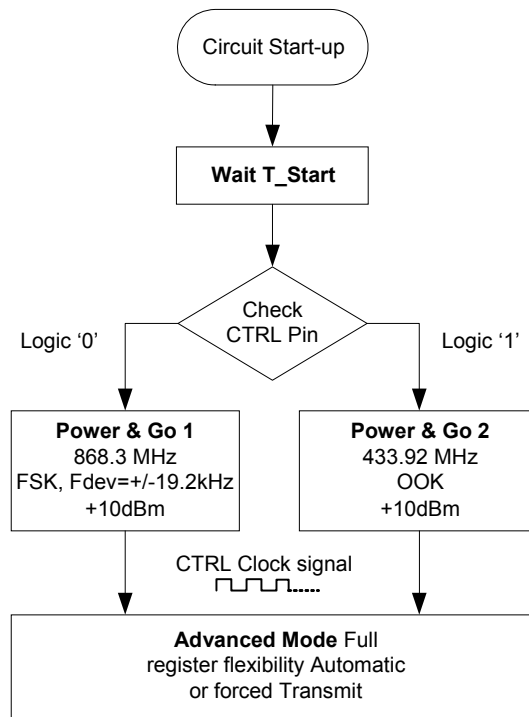 Circuit Start-up
Wait T_Start
Check
CTRL Pin
Logic ‘0’
Logic ‘1’
Power & Go 1
868.3 MHz
FSK, Fdev=+/-19.2kHz
+10dBm
Power & Go 2
433.92 MHz
OOK
+10dBm
CTRL Clock signal
Advanced Mode Full
register flexibility Automatic
or forced Transmit